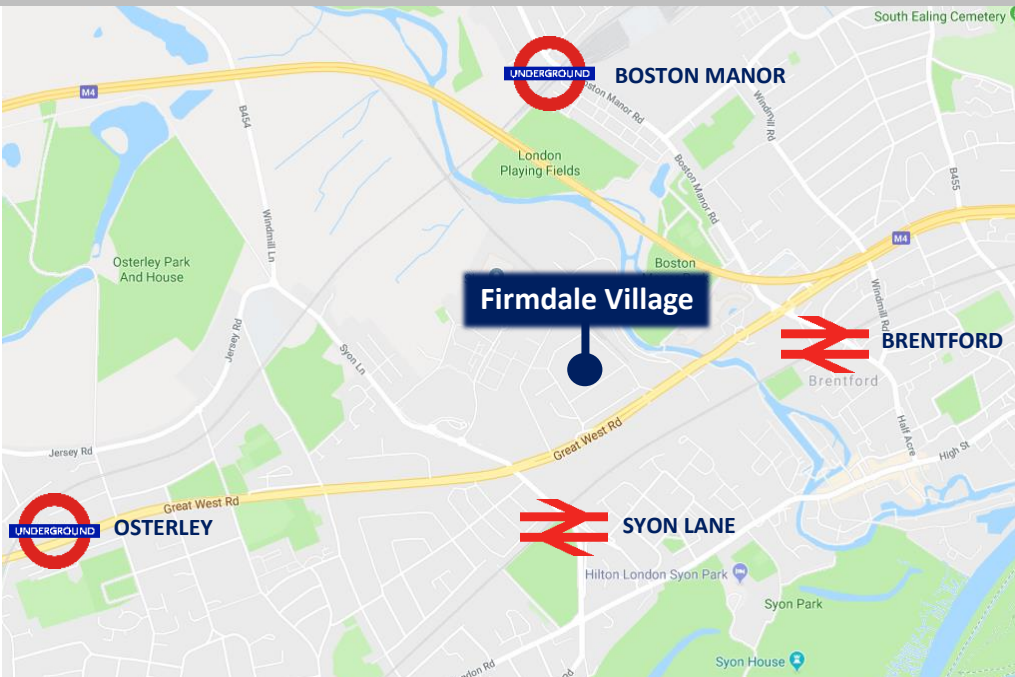 South Ealing Cemetery
UNDERGROUND
BOSTON MANOR
ston Manor Rd
M4
B454
Windmill Rd
London
Playing Fields
Boston Manor Rd
B455
Windmill Ln
M4
Osterley Park
And House
Boston
Firmdale Village
Windmill Rd
Jersey Rd
Syon Ln
BRENTFORD
Brentford
Half Acre
High St
Great West Rd
Jersey Rd
Great West Rd
UNDERGROUND
OSTERLEY
SYON LANE
Hilton London Syon Park
Syon Park
Syon House
don Rd